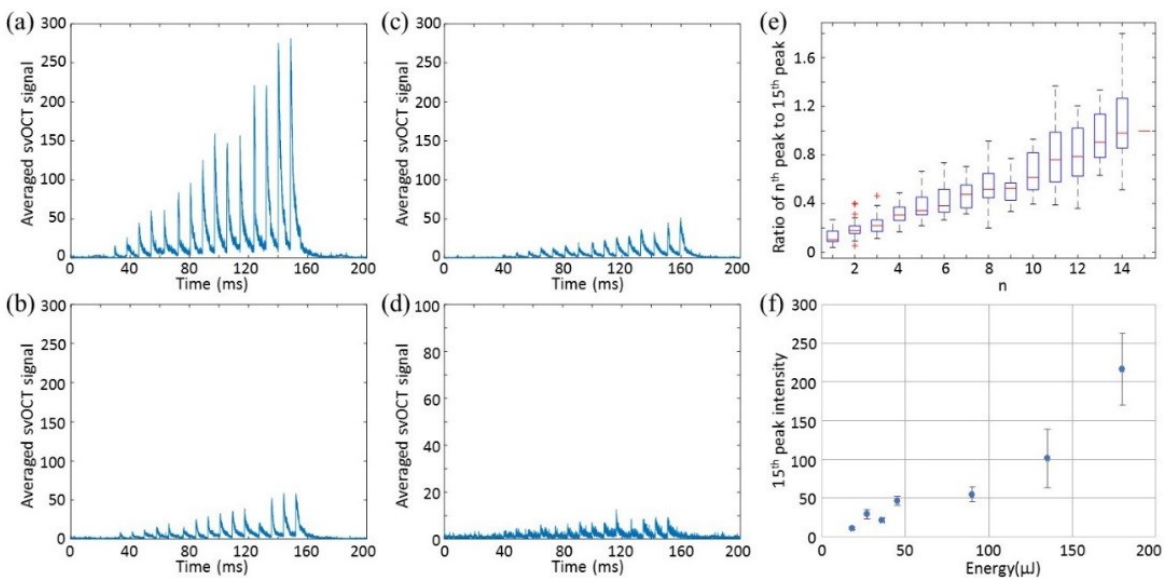 (a)
300
250
200
150
100
50
0
Averaged svOCT signal
0 40 80 120 160 200
Time (ms)
(c)
300
250
200
150
100
50
0
Averaged svOCT signal
0 40 80 120 160 200
Time (ms)
(e)
1.6
1.2
0.8
0.4
0
Ratio of nth peak to 15th peak
2 4 6 8 10 12 14
n
(b)
300
250
200
150
100
50
0
Averaged svOCT signal
0 40 80 120 160 200
Time (ms)
(d)
100
80
60
40
20
0
Averaged svOCT signal
0 40 80 120 160 200
Time (ms)
(f)
300
250
200
150
100
50
0
15th peak intensity
0 50 100 150 200
Energy(μJ)